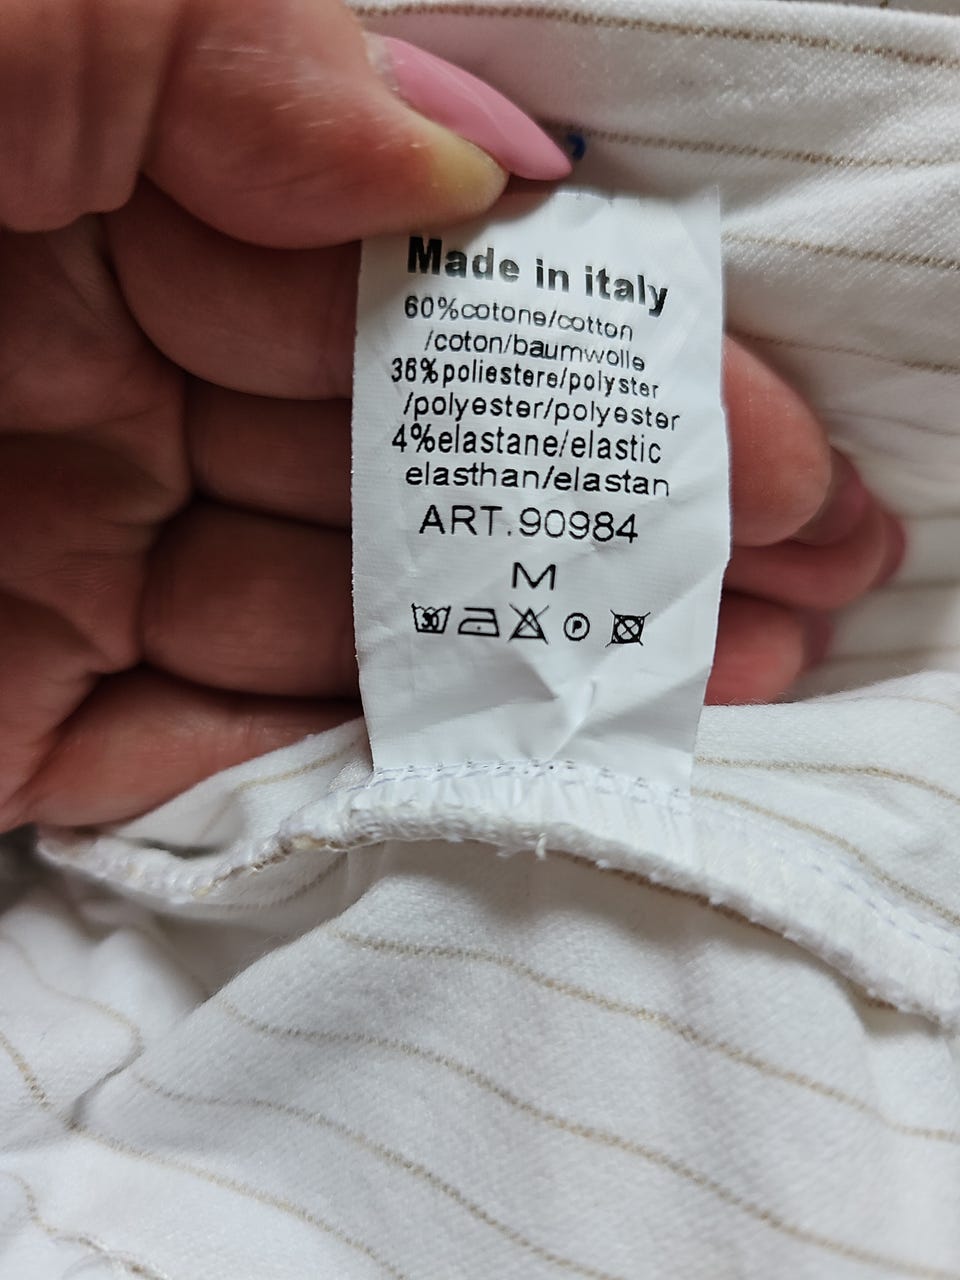 Made in italy
60%cotone/cotton
/coton/baumwolle
36%poliestere/polyster
/polyester/polyester
4%elastane/elastic
elasthan/elastan
ART.90984
M
30 P